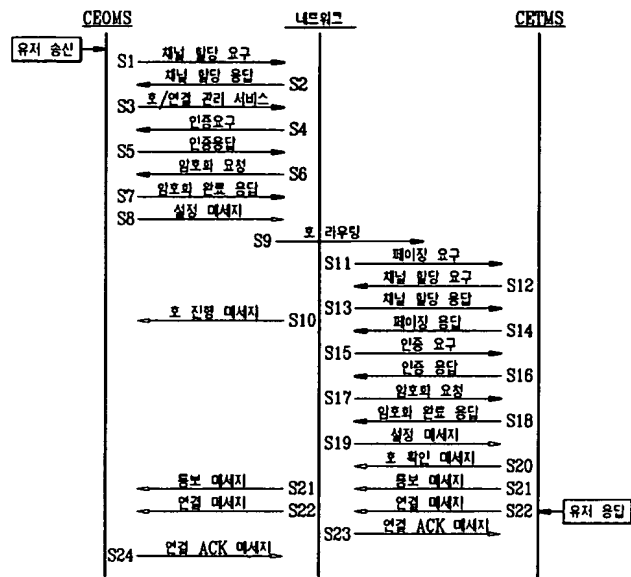 CEOMS 네트워크 CETMS
유저 송신
S1 채널 할당 요구
채널 할당 응답 S2
S3 호/연결 관리 서비스
인증요구 S4
S5 인증응답
암호화 요청 S6
S7 암호화 완료 응답
S8 설정 메세지
S9 호 라우팅
S11 페이징 요구
채널 할당 요구 S12
S13 채널 할당 응답
호 진행 메세지 S10
페이징 응답 S14
S15 인증 요구
인증 응답 S16
S17 암호화 요청
암호화 완료 응답 S18
S19 설정 메세지
호 확인 메세지 S20
통보 메세지 S21 통보 메세지 S21
연결 메세지 S22 연결 메세지 S22 유저 응답
S23 연결 ACK 메세지
S24 연결 ACK 메세지